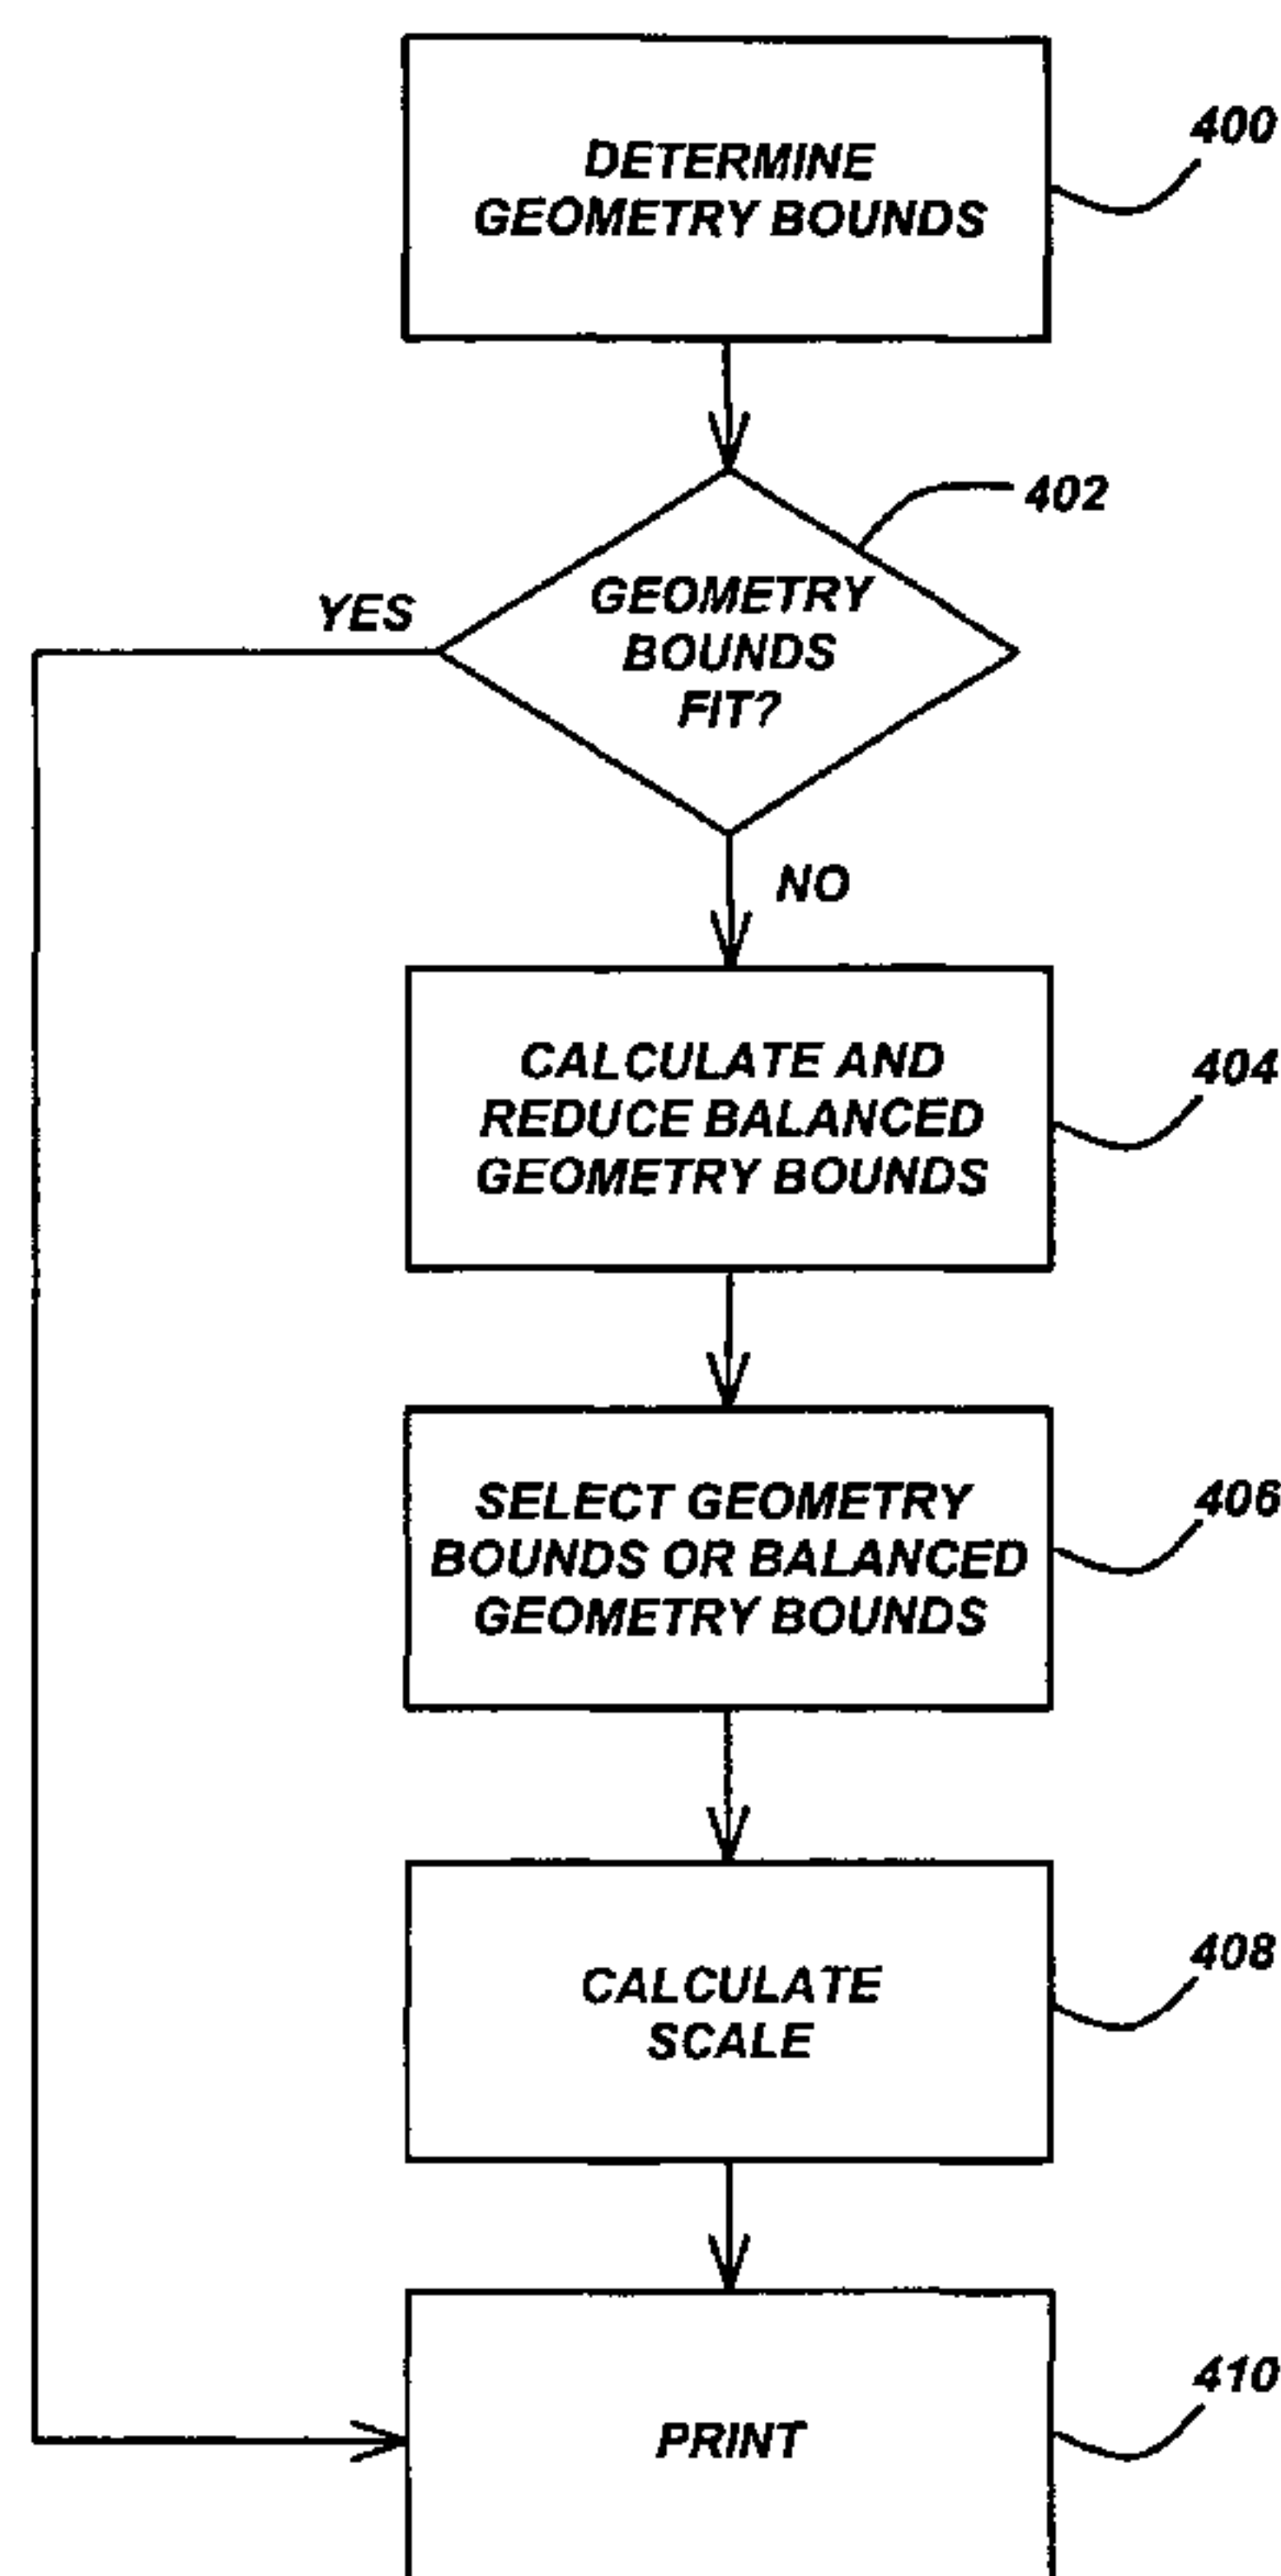 DETERMINE
GEOMETRY BOUNDS
400
402
GEOMETRY
BOUNDS
FIT?
YES
NO
CALCULATE AND
REDUCE BALANCED
GEOMETRY BOUNDS
404
SELECT GEOMETRY
BOUNDS OR BALANCED
GEOMETRY BOUNDS
406
CALCULATE
SCALE
408
PRINT
410